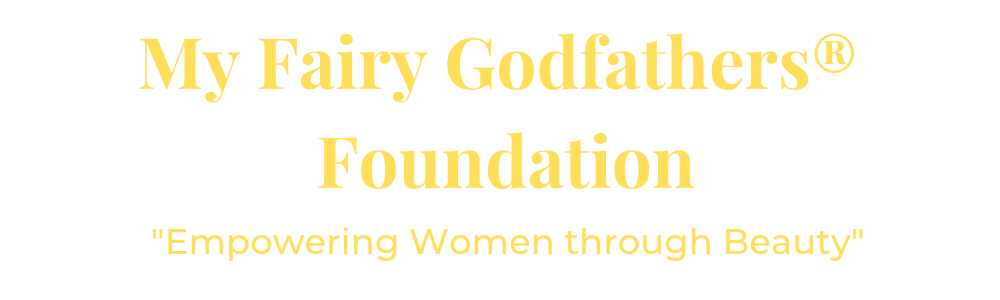 My Fairy Godfathers®
Foundation
"Empowering Women through Beauty"